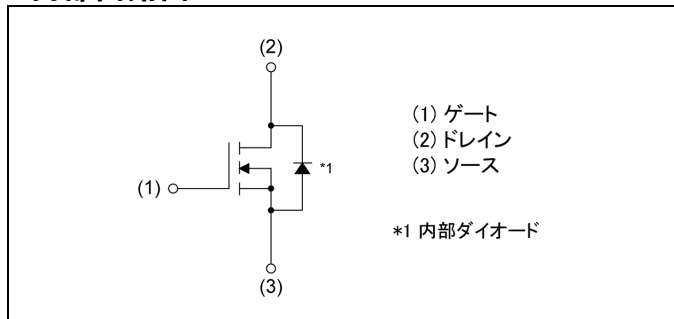 (2)
(1) ゲート
(2) ドレイン
(3) ソース
*1
(1)
*1 内部ダイオード
(3)